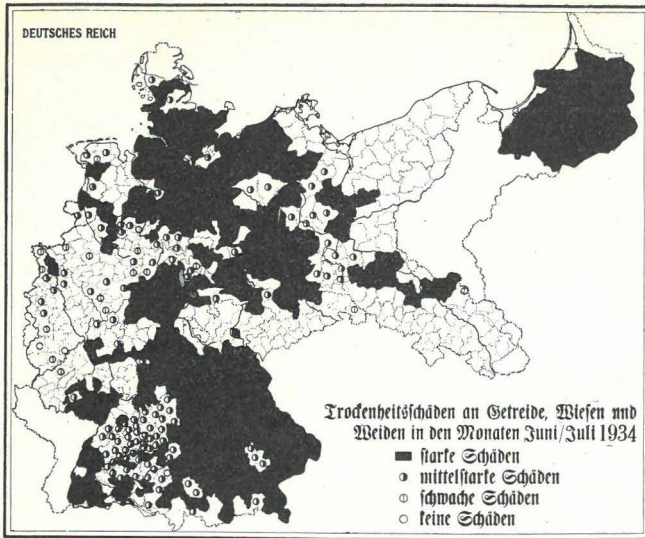 DEUTSCHES REICH
Trockenheitsschäden an Getreide, Wiesen und
Weiden in den Monaten Juni/Juli 1934
starke Schäden
mittelstarke Schäden
schwache Schäden
keine Schäden